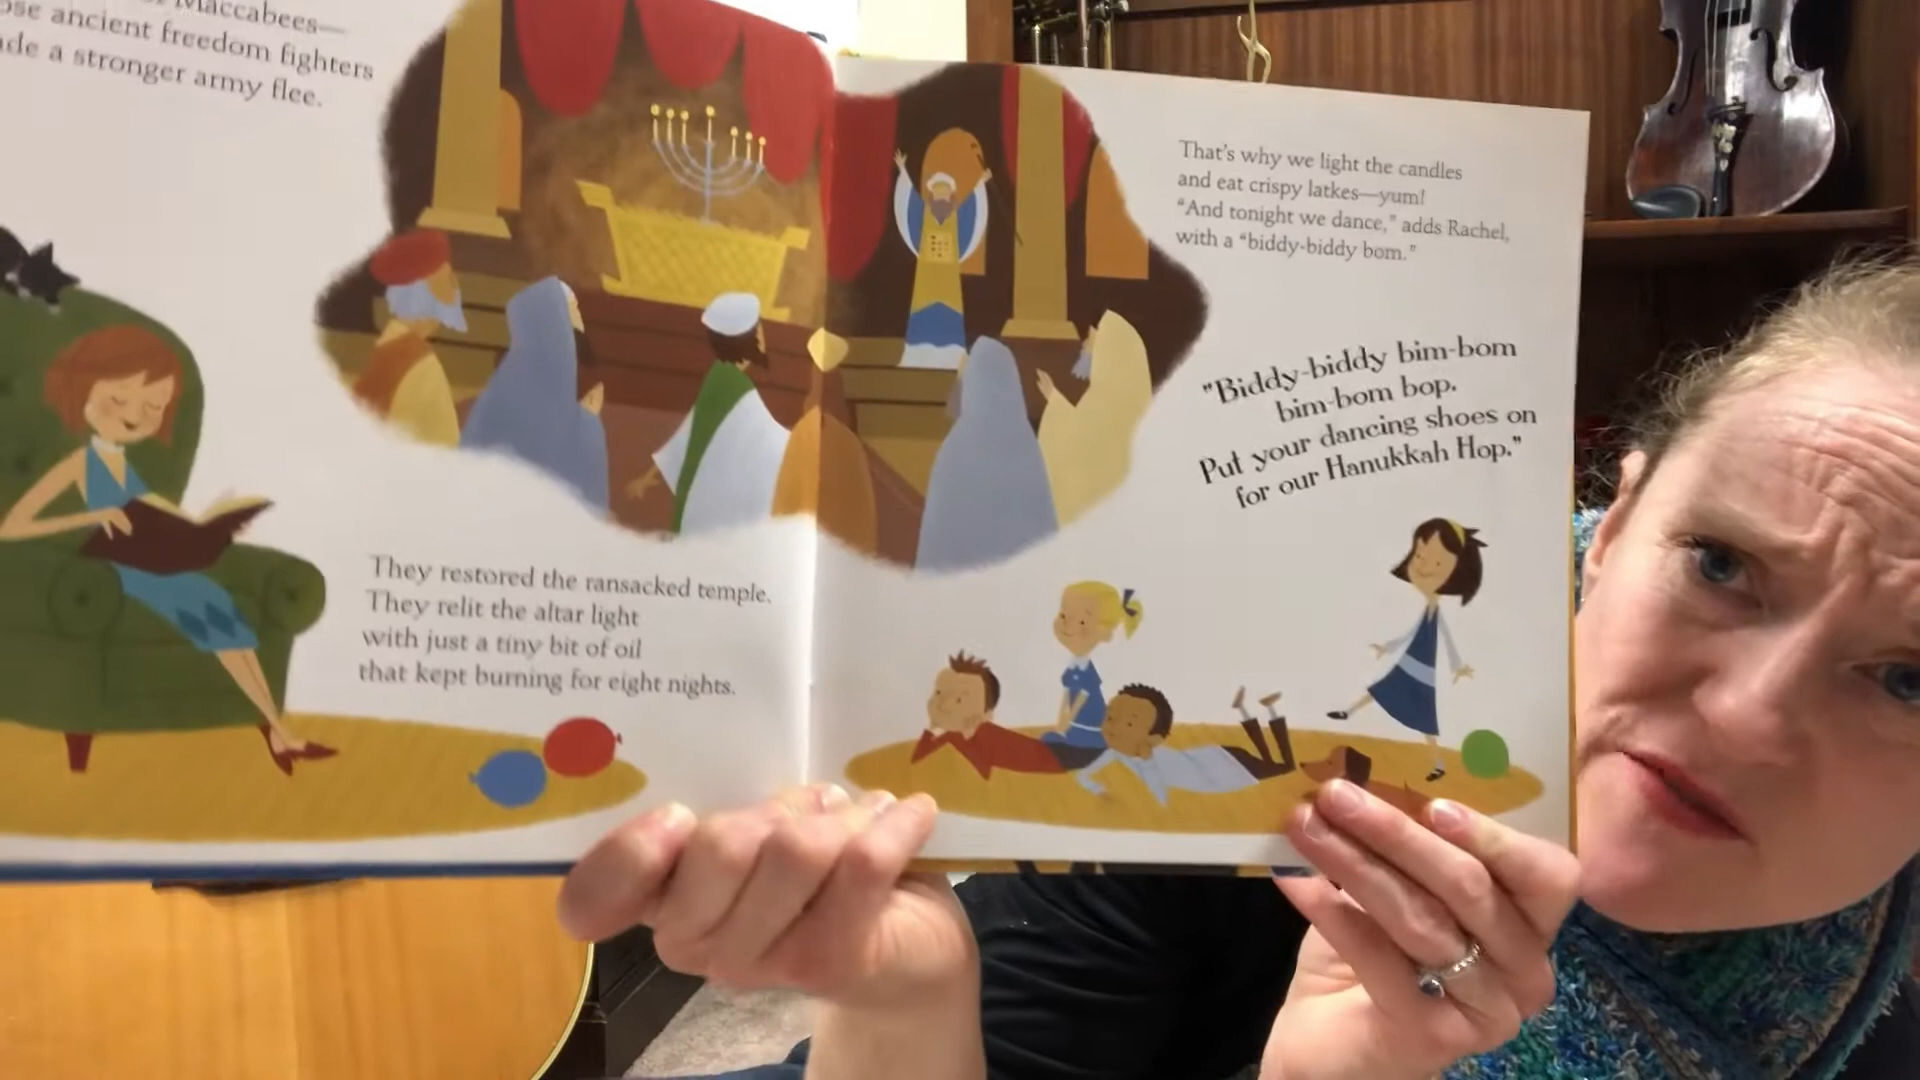 Maccabees—
ancient freedom fighters
a stronger army flee.
They restored the ransacked temple.
They relit the altar light
with just a tiny bit of oil
that kept burning for eight nights.
That's why we light the candles
and eat crispy latkes—yum!
“And tonight we dance,” adds Rachel,
with a “biddy-biddy bom.”
"Biddy-biddy bim-bom
bim-bom bop.
Put your dancing shoes on
for our Hanukkah Hop."